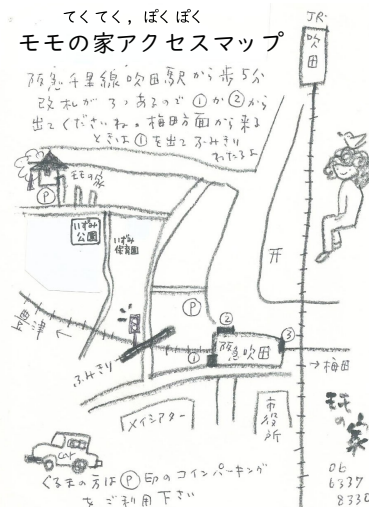 てくてく，ぽくぽく
モモの家アクセスマップ
JR
吹田
阪急千里線吹田駅から歩5分
改札が3つあるので①か②から
出てくださいね。梅田方面から来る
ときは①を出てふみきり
わたるよ
モモの家
P
いずみ
公園
いずみ
保育園
P
②
③
阪急吹田
①
豊津
←
ふみきり
→梅田
メイシアター
市役所
モモの家
06
6337
8330
くるまの方はⓅ印のコインパーキング
をご利用下さい